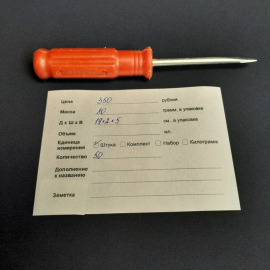 Цена 350 рублей
Масса 80 грамм, в упаковке
Д х Ш х В 19×2×5 см, в упаковке
Объем мл.
Единица измерения ✓ Штука Комплект Набор Килограмм
Количество 50
Дополнение к названию
Заметка